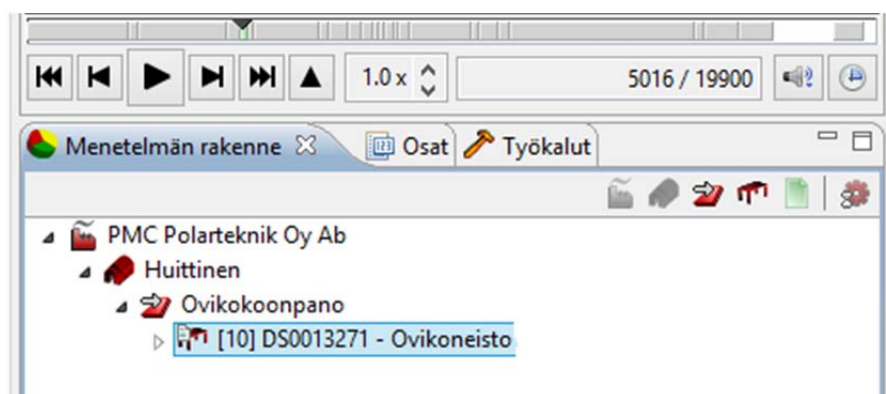 1.0 x 5016 / 19900
Menetelmän rakenne Osat Työkalut
PMC Polarteknik Oy Ab
Huittinen
Ovikokoonpano
[10] DS0013271 - Ovikoneisto